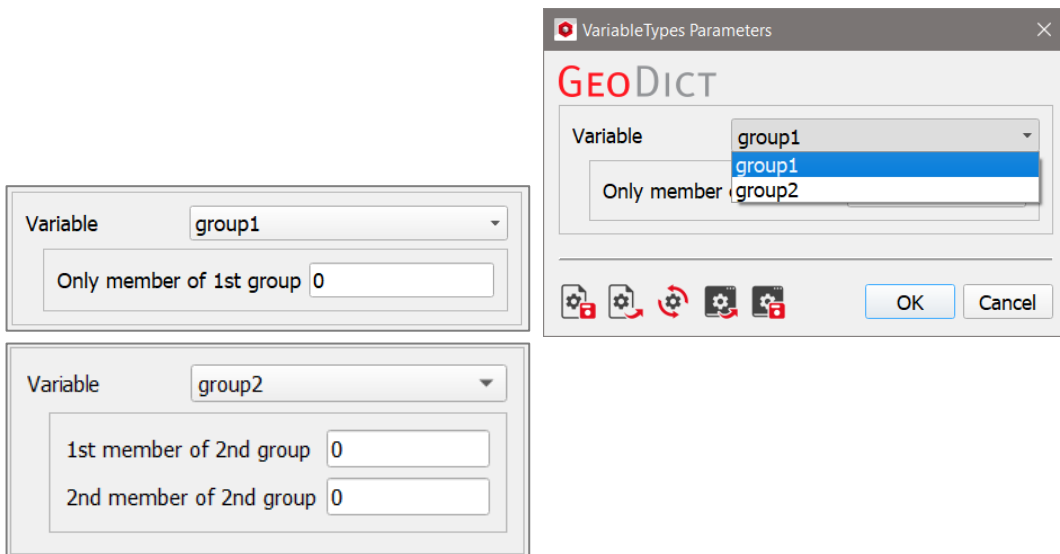 VariableTypes Parameters
GEODICT
Variable group1
group1
group2
Only member
OK Cancel
Variable group1
Only member of 1st group 0
Variable group2
1st member of 2nd group 0
2nd member of 2nd group 0